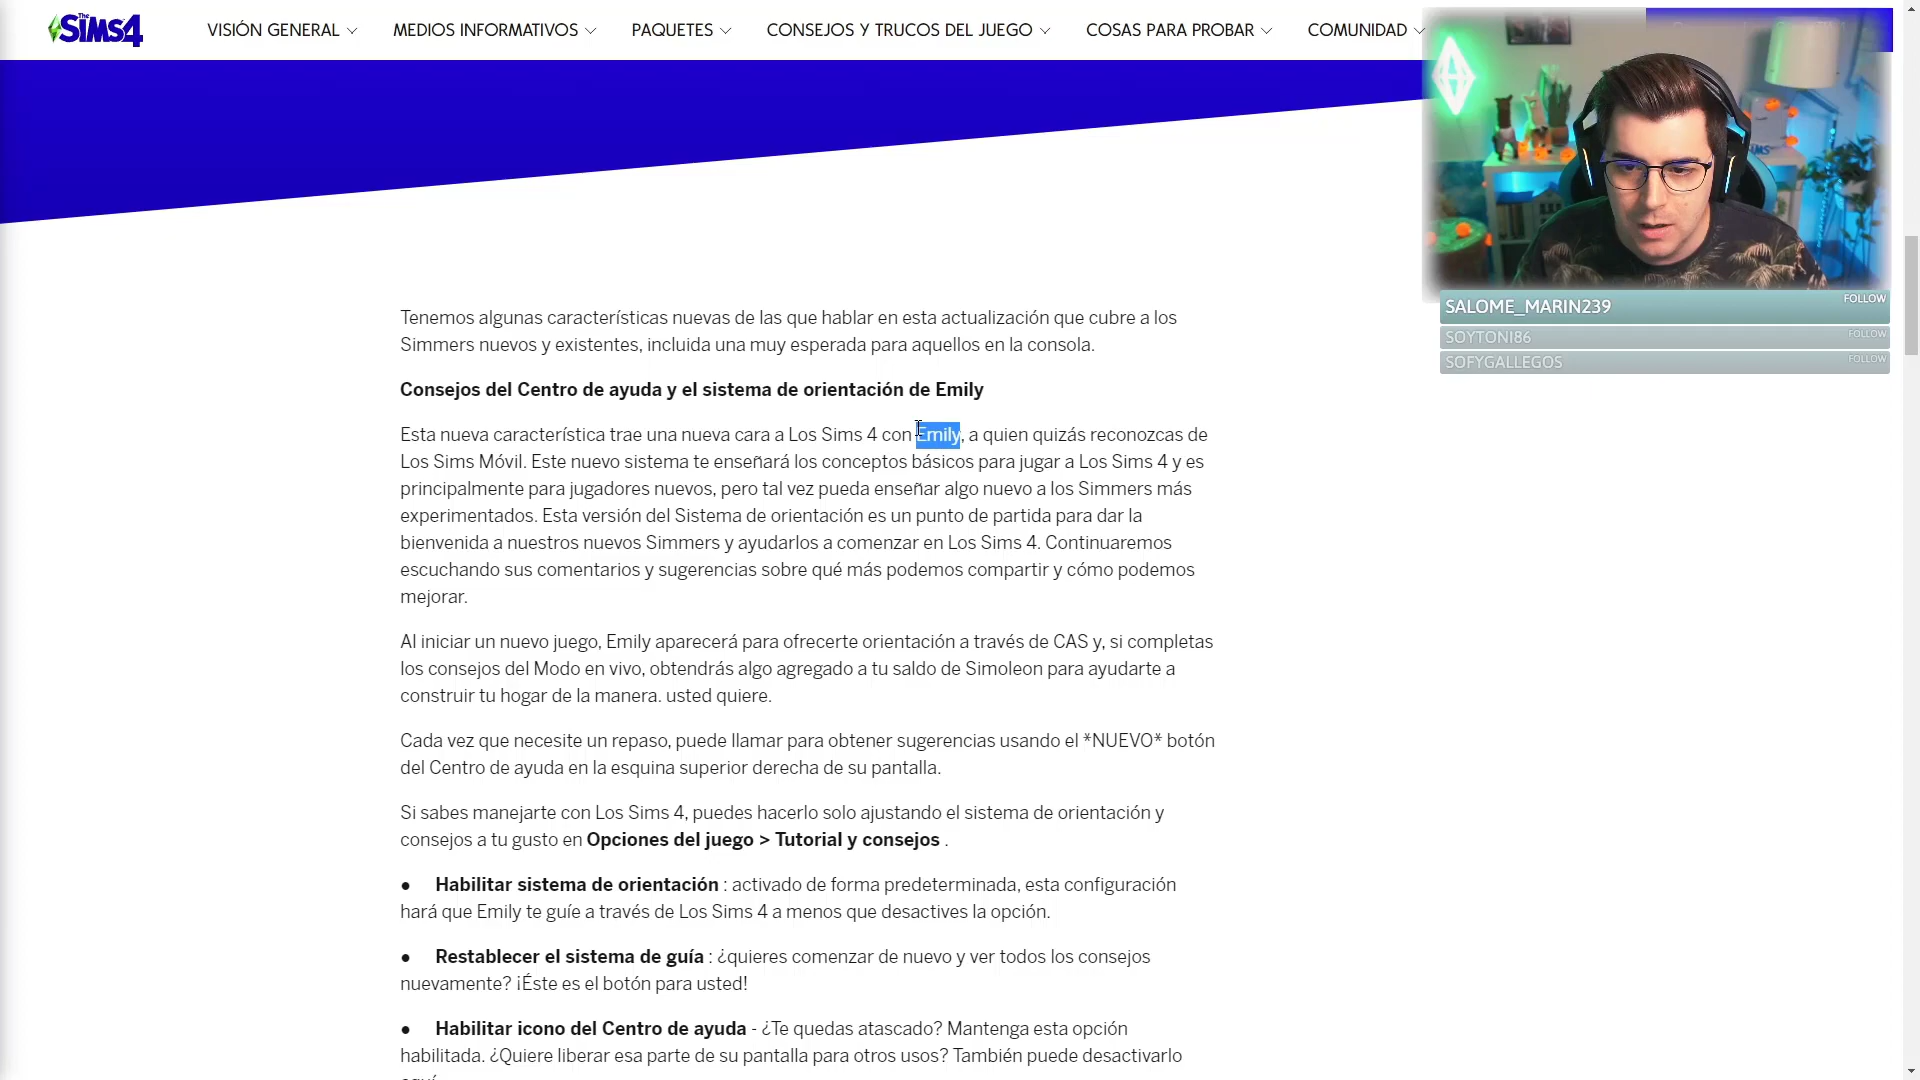 The SIMS 4
VISIÓN GENERAL
MEDIOS INFORMATIVOS
PAQUETES
CONSEJOS Y TRUCOS DEL JUEGO
COSAS PARA PROBAR
COMUNIDAD
SALOME_MARIN239 FOLLOW
SOYTONI86 FOLLOW
SOFYGALLEGOS FOLLOW
Tenemos algunas características nuevas de las que hablar en esta actualización que cubre a los
Simmers nuevos y existentes, incluida una muy esperada para aquellos en la consola.
Consejos del Centro de ayuda y el sistema de orientación de Emily
Esta nueva característica trae una nueva cara a Los Sims 4 con Emily, a quien quizás reconozcas de
Los Sims Móvil. Este nuevo sistema te enseñará los conceptos básicos para jugar a Los Sims 4 y es
principalmente para jugadores nuevos, pero tal vez pueda enseñar algo nuevo a los Simmers más
experimentados. Esta versión del Sistema de orientación es un punto de partida para dar la
bienvenida a nuestros nuevos Simmers y ayudarlos a comenzar en Los Sims 4. Continuaremos
escuchando sus comentarios y sugerencias sobre qué más podemos compartir y cómo podemos
mejorar.
Al iniciar un nuevo juego, Emily aparecerá para ofrecerte orientación a través de CAS y, si completas
los consejos del Modo en vivo, obtendrás algo agregado a tu saldo de Simoleon para ayudarte a
construir tu hogar de la manera. usted quiere.
Cada vez que necesite un repaso, puede llamar para obtener sugerencias usando el *NUEVO* botón
del Centro de ayuda en la esquina superior derecha de su pantalla.
Si sabes manejarte con Los Sims 4, puedes hacerlo solo ajustando el sistema de orientación y
consejos a tu gusto en Opciones del juego > Tutorial y consejos .
● Habilitar sistema de orientación : activado de forma predeterminada, esta configuración
hará que Emily te guíe a través de Los Sims 4 a menos que desactives la opción.
● Restablecer el sistema de guía : ¿quieres comenzar de nuevo y ver todos los consejos
nuevamente? ¡Éste es el botón para usted!
● Habilitar icono del Centro de ayuda - ¿Te quedas atascado? Mantenga esta opción
habilitada. ¿Quiere liberar esa parte de su pantalla para otros usos? También puede desactivarlo